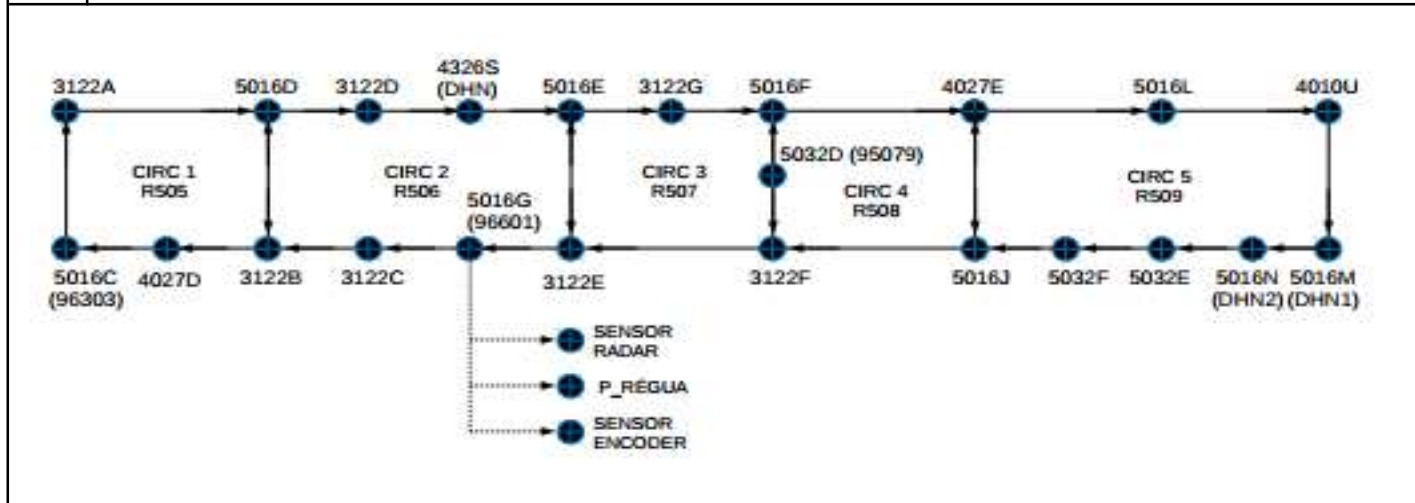 3122A
5016D
3122D
4326S
(DHN)
5016E
3122G
5016F
4027E
5016L
4010U
CIRC 1
R505
CIRC 2
R506
CIRC 3
R507
5032D (95079)
CIRC 4
R508
CIRC 5
R509
5016G
(96601)
5016C
(96303)
4027D
3122B
3122C
3122E
3122F
5016J
5032F
5032E
5016N
(DHN2)
5016M
(DHN1)
SENSOR
RADAR
P_RÉGUA
SENSOR
ENCODER